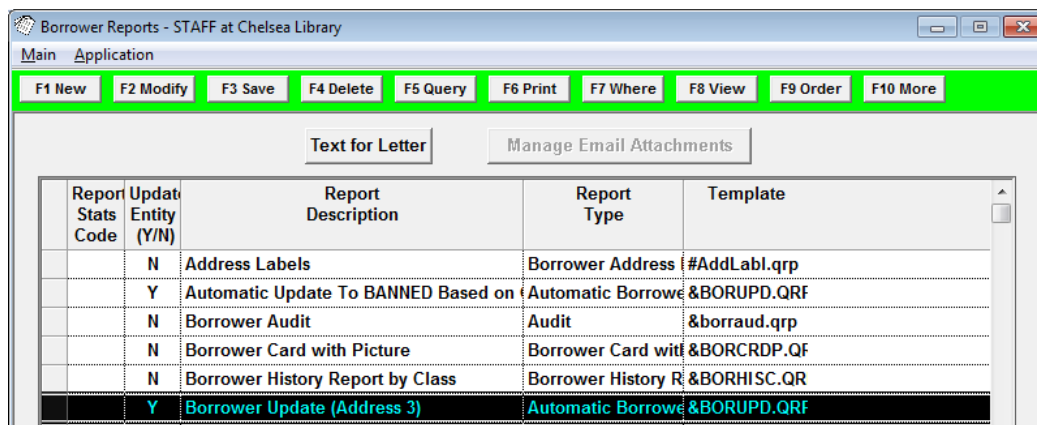 Borrower Reports - STAFF at Chelsea Library
Main Application
F1 New F2 Modify F3 Save F4 Delete F5 Query F6 Print F7 Where F8 View F9 Order F10 More
Text for Letter Manage Email Attachments
Report Update Report Report Template
Stats Entity Description Type
Code (Y/N)
N Address Labels Borrower Address #AddLabl.qrp
Y Automatic Update To BANNED Based on Automatic Borrowe &BORUPD.QRF
N Borrower Audit Audit &borraud.qrp
N Borrower Card with Picture Borrower Card with &BORCRDP.QF
N Borrower History Report by Class Borrower History R &BORHISC.QR
Y Borrower Update (Address 3) Automatic Borrowe &BORUPD.QRF